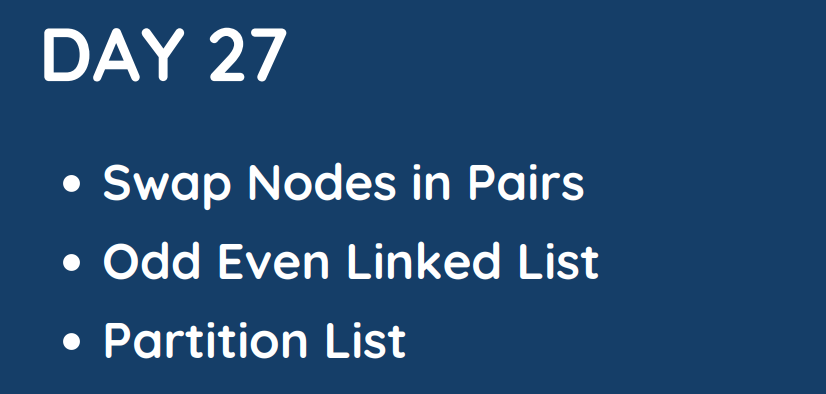 DAY 27
• Swap Nodes in Pairs
• Odd Even Linked List
• Partition List